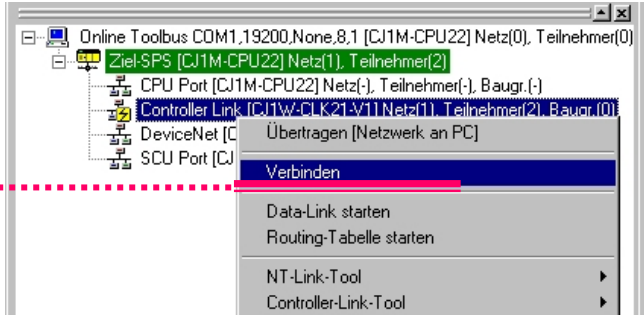 Online Toolbus COM1,19200,None,8,1 [CJ1M-CPU22] Netz(0), Teilnehmer(0)
Ziel-SPS [CJ1M-CPU22] Netz(1), Teilnehmer(2)
CPU Port [CJ1M-CPU22] Netz(-), Teilnehmer(-), Baugr.(-)
Controller Link [CJ1W-CLK21-V1] Netz(1), Teilnehmer(2), Baugr.(0)
DeviceNet [C
SCU Port [CJ
Übertragen [Netzwerk an PC]
Verbinden
Data-Link starten
Routing-Tabelle starten
NT-Link-Tool
Controller-Link-Tool